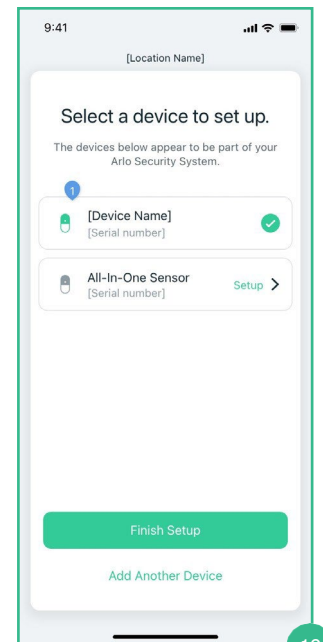 9:41
[Location Name]
Select a device to set up.
The devices below appear to be part of your
Arlo Security System.
1
[Device Name]
[Serial number]
All-In-One Sensor
[Serial number]
Setup
Finish Setup
Add Another Device